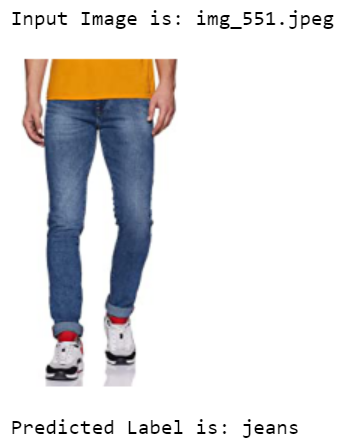 Input Image is: img_551.jpeg
Predicted Label is: jeans